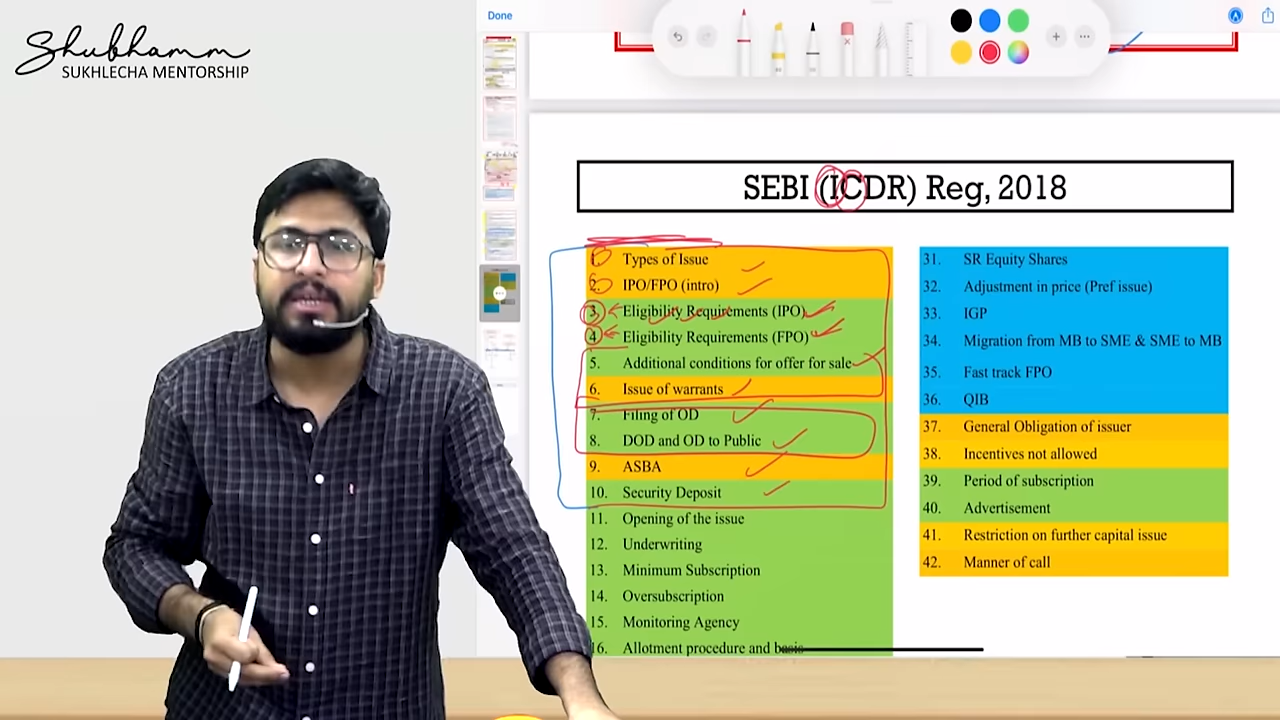 Shubhamm
SUKHLECHA MENTORSHIP
Done
SEBI (ICDR) Reg, 2018
1. Types of Issue
2. IPO/FPO (intro)
3. Eligibility Requirements (IPO)
4. Eligibility Requirements (FPO)
5. Additional conditions for offer for sale
6. Issue of warrants
7. Filing of OD
8. DOD and OD to Public
9. ASBA
10. Security Deposit
11. Opening of the issue
12. Underwriting
13. Minimum Subscription
14. Oversubscription
15. Monitoring Agency
16. Allotment procedure and basis
31. SR Equity Shares
32. Adjustment in price (Pref issue)
33. IGP
34. Migration from MB to SME & SME to MB
35. Fast track FPO
36. QIB
37. General Obligation of issuer
38. Incentives not allowed
39. Period of subscription
40. Advertisement
41. Restriction on further capital issue
42. Manner of call